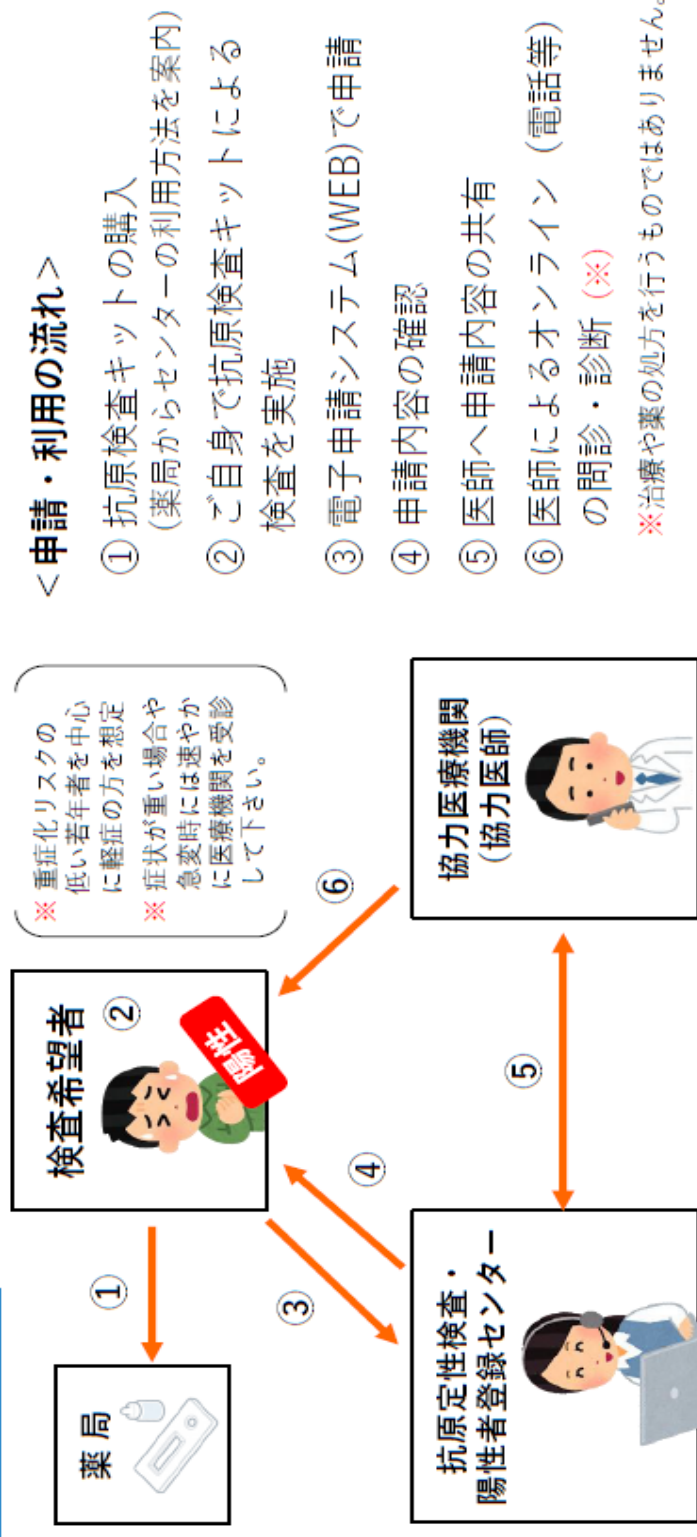 薬局
①
検査希望者
②
陽性
※ 重症化リスクの
低い若年者を中心
に軽症の方を想定
※ 症状が重い場合や
急変時には速やか
に医療機関を受診
して下さい。
③
④
⑥
抗原定性検査・
陽性者登録センター
⑤
協力医療機関
(協力医師)
<申請・利用の流れ>
① 抗原検査キットの購入
(薬局からセンターの利用方法を案内)
② ご自身で抗原検査キットによる
検査を実施
③ 電子申請システム(WEB)で申請
④ 申請内容の確認
⑤ 医師へ申請内容の共有
⑥ 医師によるオンライン (電話等)
の問診・診断 (※)
※治療や薬の処方を行うものではありません。